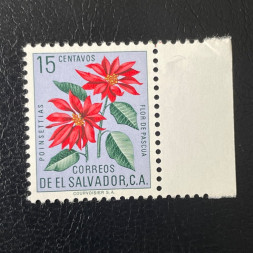 15 CENTAVOS
POINSETTIAS
FLOR DE PASCUA
CORREOS
DE EL SALVADOR, C.A.
COURVOISIER S.A.